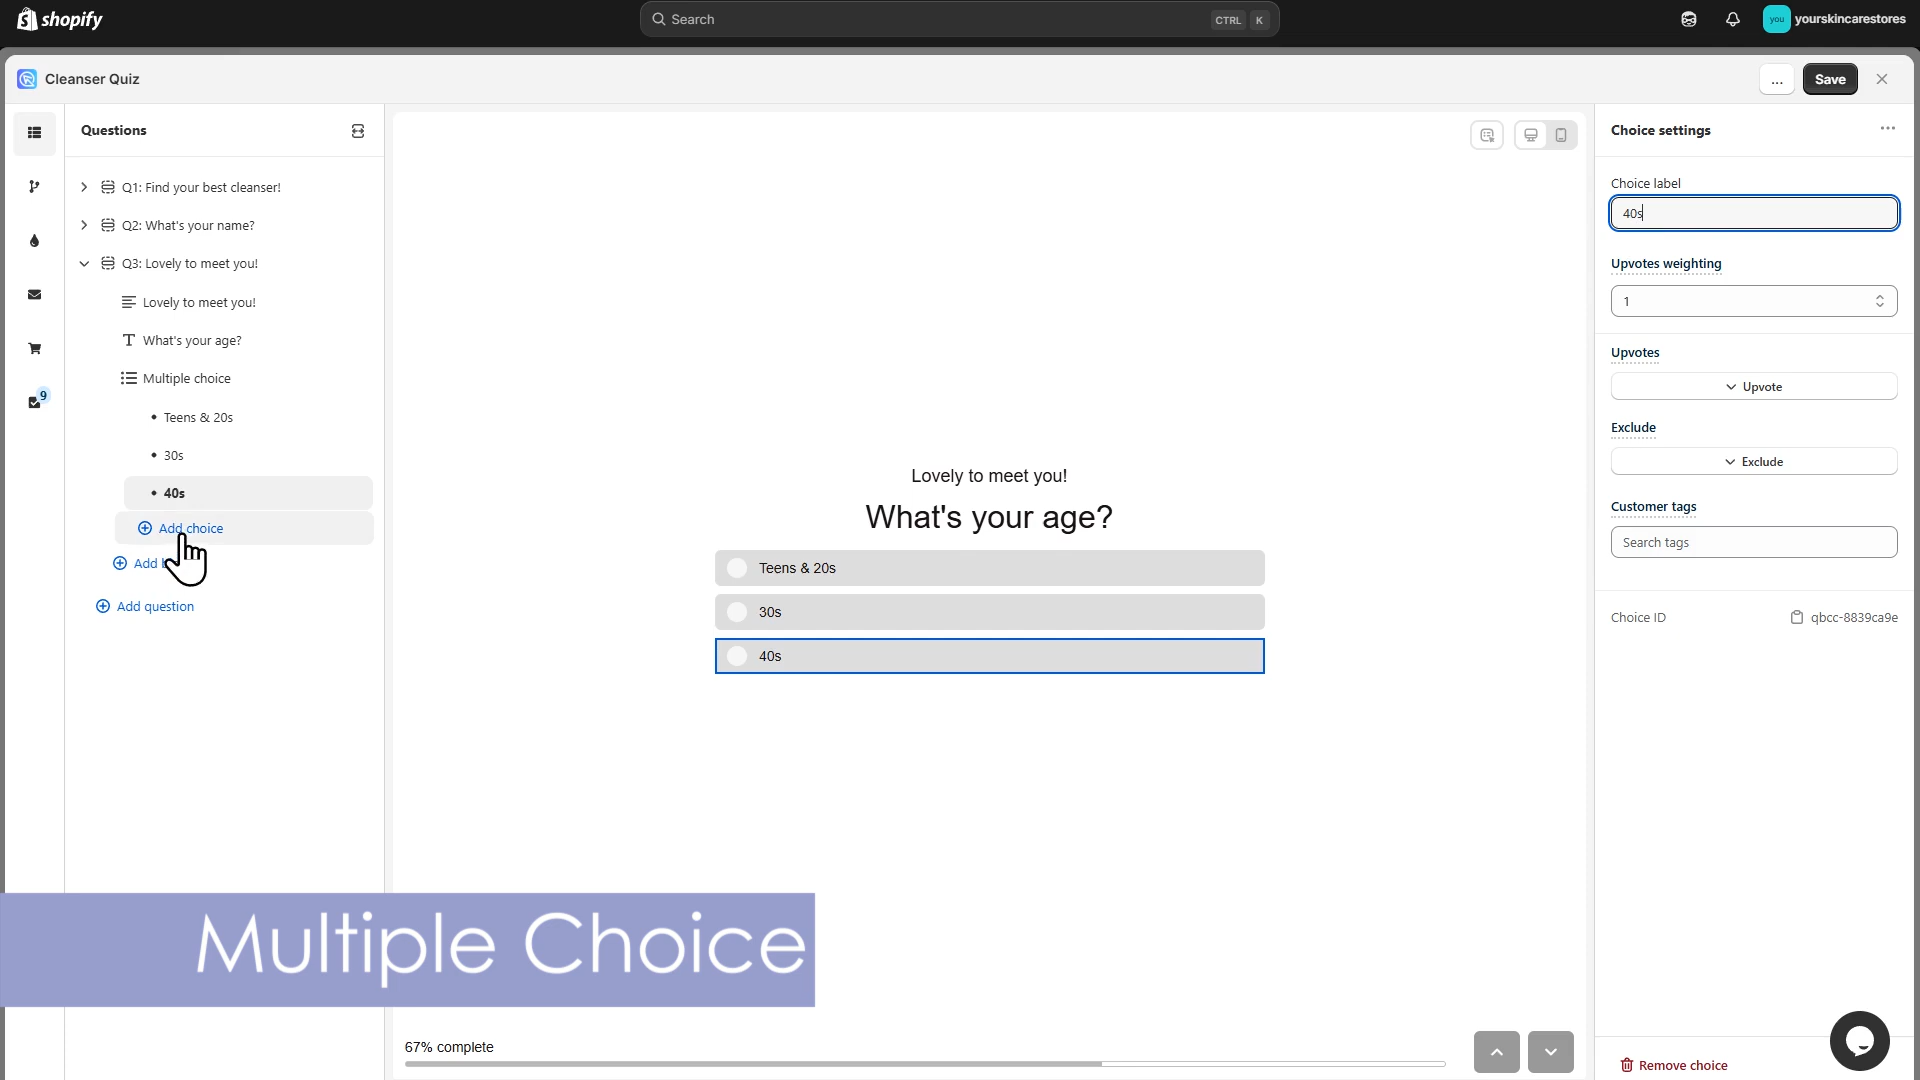 shopify
Search
CTRL K
you yourskincarestores
Cleanser Quiz
...
Save
Questions
Q1: Find your best cleanser!
Q2: What's your name?
Q3: Lovely to meet you!
Lovely to meet you!
What's your age?
Multiple choice
• Teens & 20s
• 30s
• 40s
Add choice
Add
Add question
9
Lovely to meet you!
What's your age?
Teens & 20s
30s
40s
67% complete
Choice settings
Choice label
40s
Upvotes weighting
1
Upvotes
Upvote
Exclude
Exclude
Customer tags
Search tags
Choice ID
qbcc-8839ca9e
Remove choice
Multiple Choice